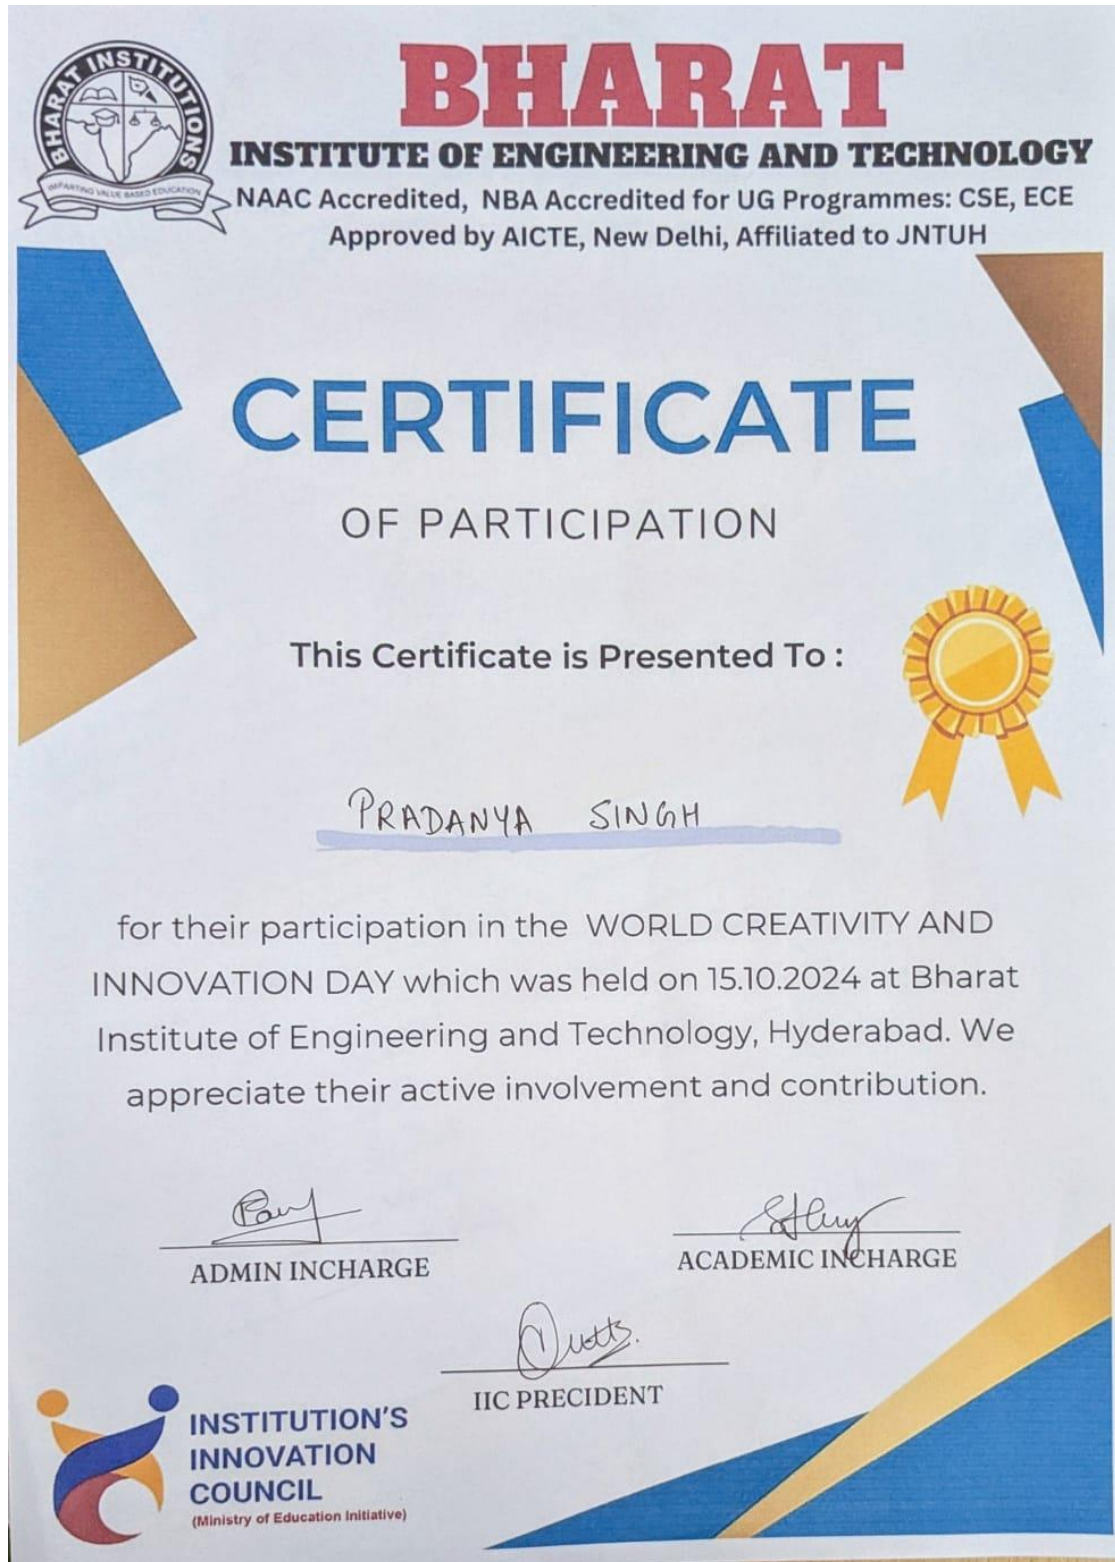 BHARAT INSTITUTIONS
IMPARTING VALUE BASED EDUCATION
BHARAT
INSTITUTE OF ENGINEERING AND TECHNOLOGY
NAAC Accredited, NBA Accredited for UG Programmes: CSE, ECE
Approved by AICTE, New Delhi, Affiliated to JNTUH
CERTIFICATE
OF PARTICIPATION
This Certificate is Presented To :
PRADANYA SINGH
for their participation in the WORLD CREATIVITY AND
INNOVATION DAY which was held on 15.10.2024 at Bharat
Institute of Engineering and Technology, Hyderabad. We
appreciate their active involvement and contribution.
ADMIN INCHARGE
ACADEMIC INCHARGE
IIC PRECIDENT
INSTITUTION'S
INNOVATION
COUNCIL
(Ministry of Education Initiative)